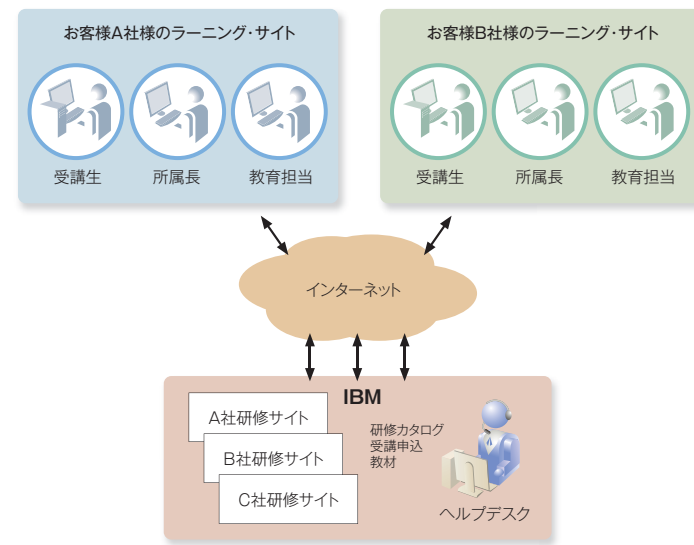 お客様A社様のラーニング・サイト
受講生
所属長
教育担当
お客様B社様のラーニング・サイト
受講生
所属長
教育担当
インターネット
IBM
A社研修サイト
B社研修サイト
C社研修サイト
研修カタログ
受講申込
教材
ヘルプデスク